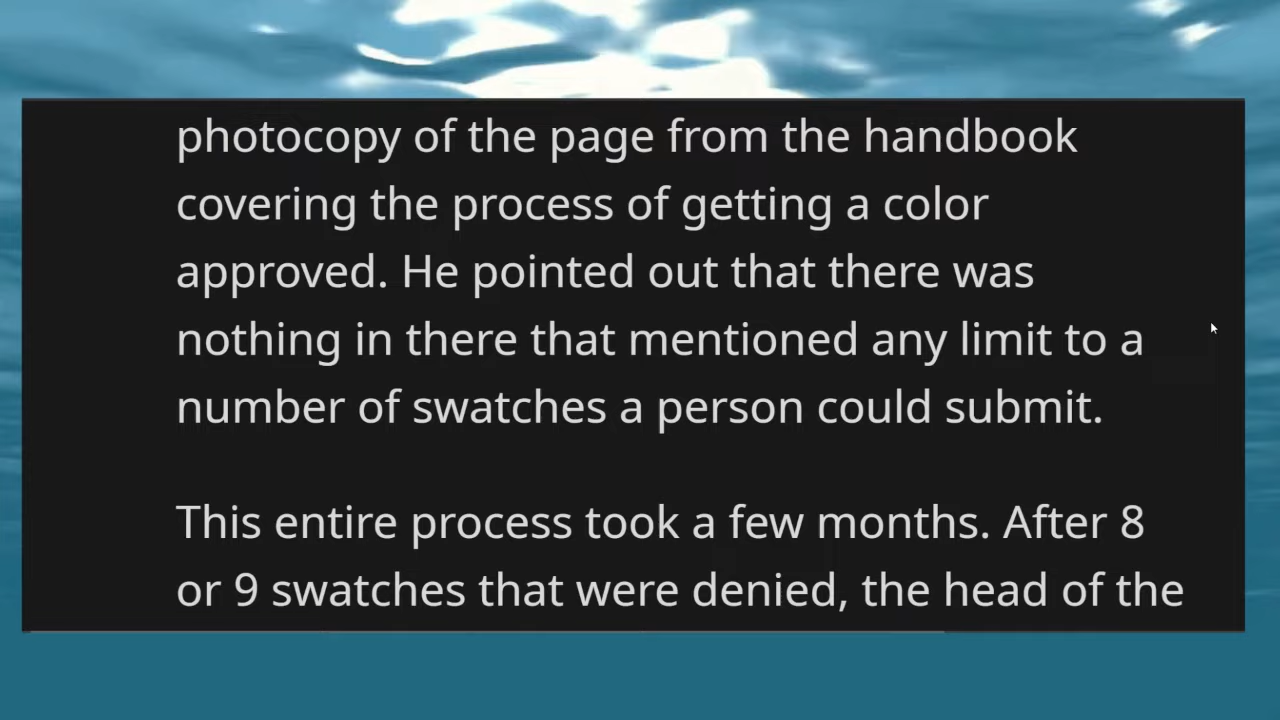 photocopy of the page from the handbook
covering the process of getting a color
approved. He pointed out that there was
nothing in there that mentioned any limit to a
number of swatches a person could submit.
This entire process took a few months. After 8
or 9 swatches that were denied, the head of the